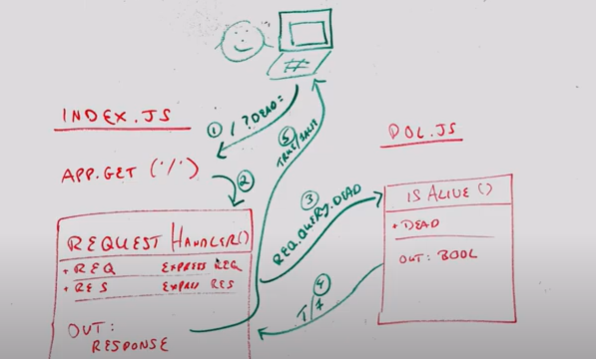 ① / ?DEAD=
INDEX.JS
⑤
TRUE/FALSE
DOL.JS
APP.GET ('/')
②
③
REQ.QUERY.DEAD
IS ALIVE ()
+ DEAD
OUT: BOOL
REQUEST HANDLER()
+ REQ EXPRESS REQ
+ RES EXPRESS RES
④
T/F
OUT:
RESPONSE